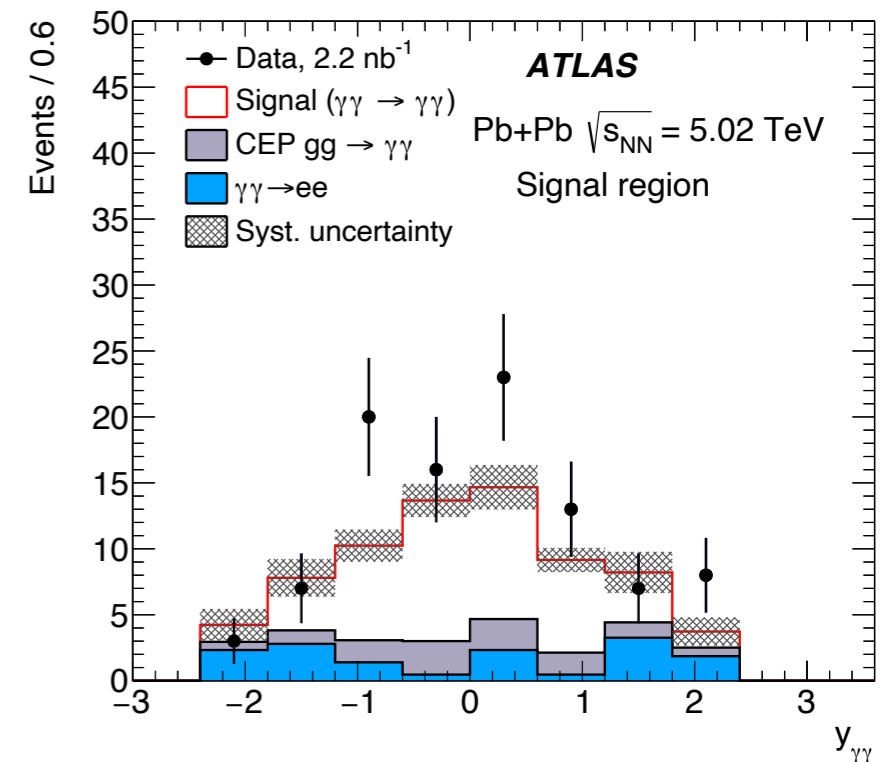 Events / 0.6
50
45
40
35
30
25
20
15
10
5
0
Data, 2.2 nb⁻¹
Signal (γγ → γγ)
CEP gg → γγ
γγ→ee
Syst. uncertainty
ATLAS
Pb+Pb √s_NN = 5.02 TeV
Signal region
−3 −2 −1 0 1 2 3
y_γγ